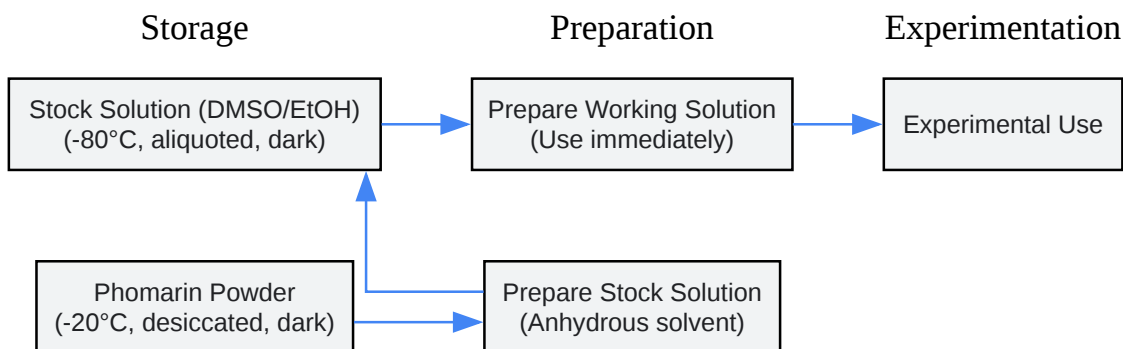 Storage
Preparation
Experimentation
Stock Solution (DMSO/EtOH)
(-80°C, aliquoted, dark)
Prepare Working Solution
(Use immediately)
Experimental Use
Phomarin Powder
(-20°C, desiccated, dark)
Prepare Stock Solution
(Anhydrous solvent)